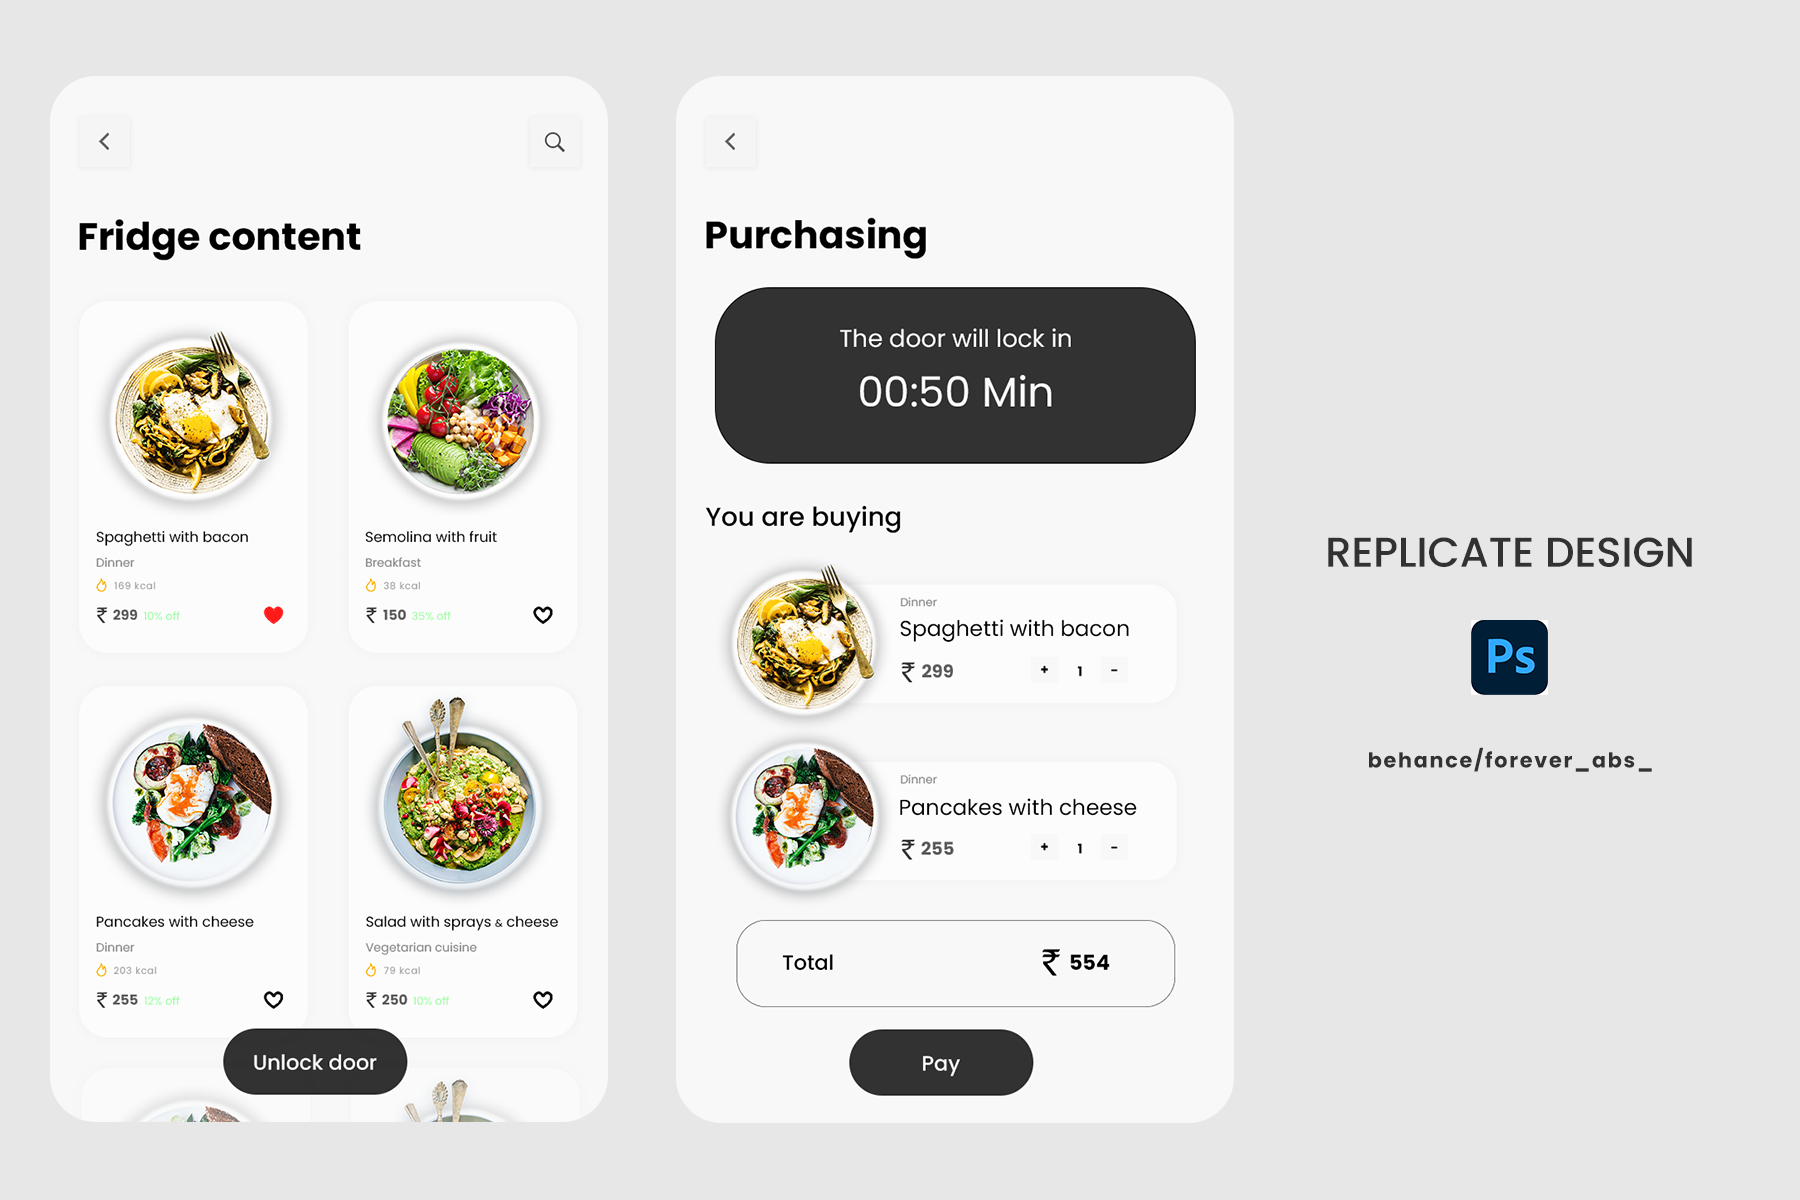 Fridge content
Spaghetti with bacon
Dinner
169 kcal
₹ 299 10% off
Semolina with fruit
Breakfast
38 kcal
₹ 150 35% off
Pancakes with cheese
Dinner
203 kcal
₹ 255 12% off
Salad with sprays & cheese
Vegetarian cuisine
79 kcal
₹ 250 10% off
Unlock door
Purchasing
The door will lock in
00:50 Min
You are buying
Dinner
Spaghetti with bacon
₹ 299 + 1 -
Dinner
Pancakes with cheese
₹ 255 + 1 -
Total ₹ 554
Pay
REPLICATE DESIGN
Ps
behance/forever_abs_